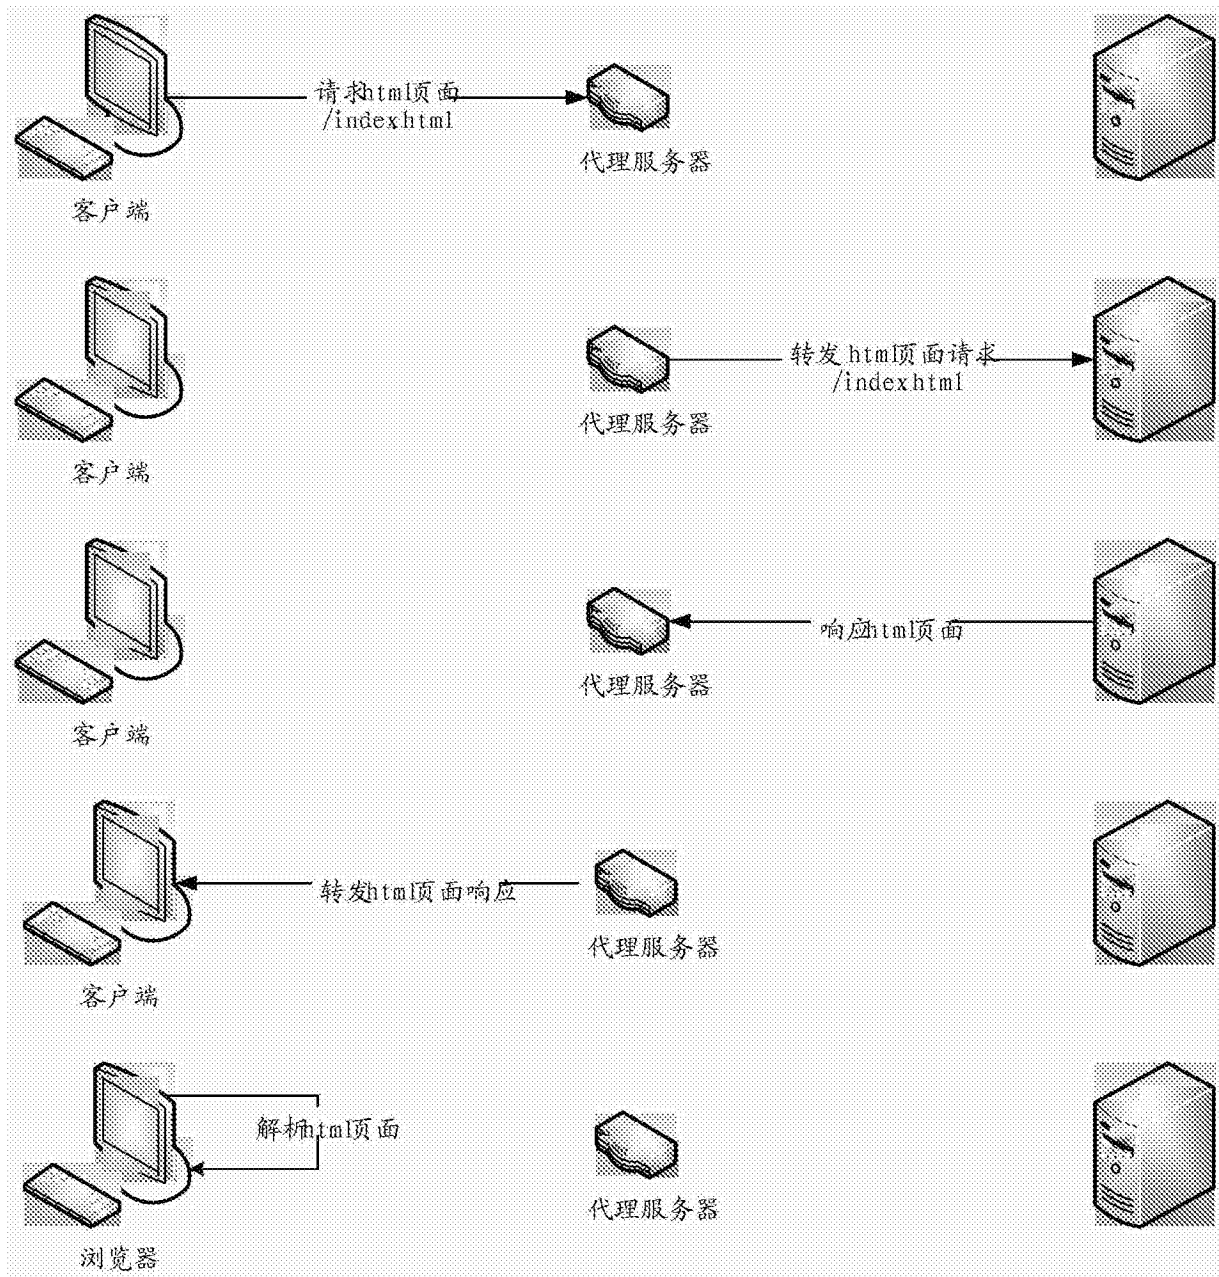 请求html页面
/indexhtml
代理服务器
客户端
转发html页面请求
/indexhtml
代理服务器
客户端
响应html页面
代理服务器
客户端
转发html页面响应
代理服务器
客户端
解析html页面
代理服务器
浏览器